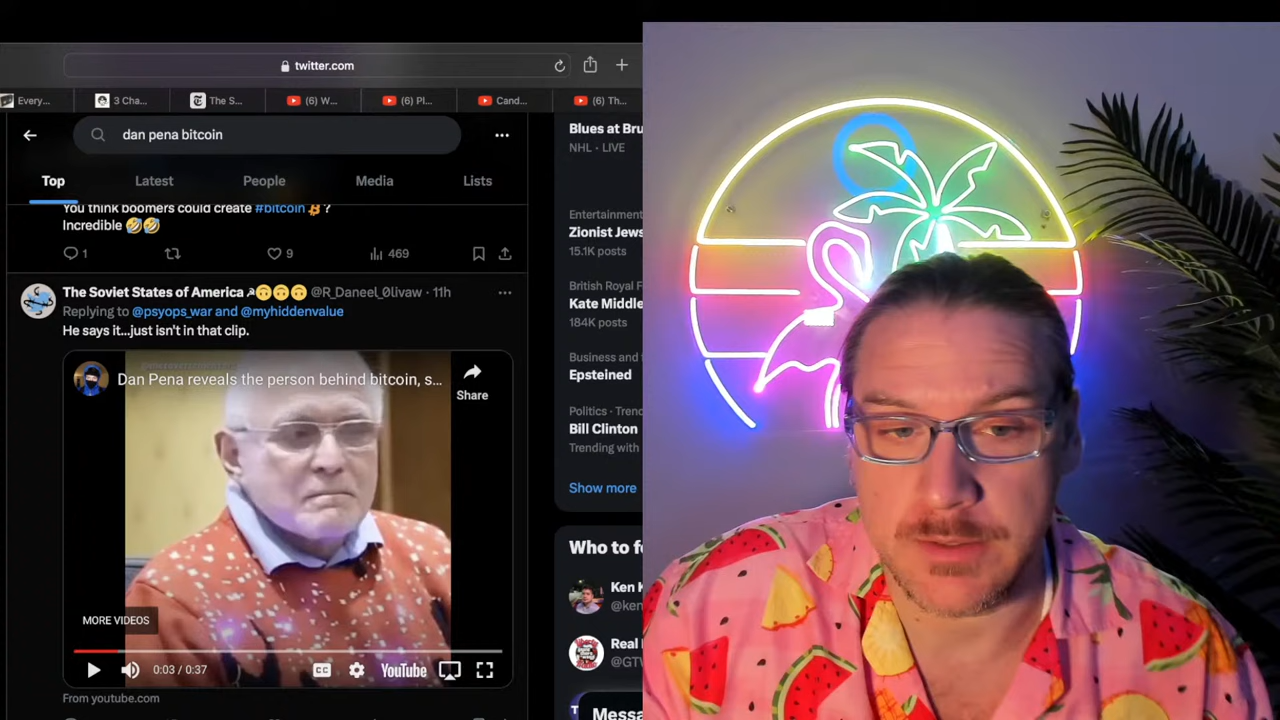 twitter.com
Every...
3 Cha...
The S...
(6) W...
(6) Pl...
Cand...
(6) Th...
dan pena bitcoin
Top
Latest
People
Media
Lists
You think boomers could create #bitcoin ?
Incredible 🤣🤣
1
9
469
The Soviet States of America ☭🙃🙃🙃 @R_Daneel_0livaw · 11h
Replying to @psyops_war and @myhiddenvalue
He says it...just isn't in that clip.
Dan Pena reveals the person behind bitcoin, s...
Share
MORE VIDEOS
0:03 / 0:37
CC
YouTube
From youtube.com
Blues at Bru
NHL · LIVE
Entertainment
Zionist Jews
15.1K posts
British Royal F
Kate Middle
184K posts
Business and f
Epsteined
Politics · Trend
Bill Clinton
Trending with
Show more
Who to fo
Ken K
@ken
Real
@GTV
Messa